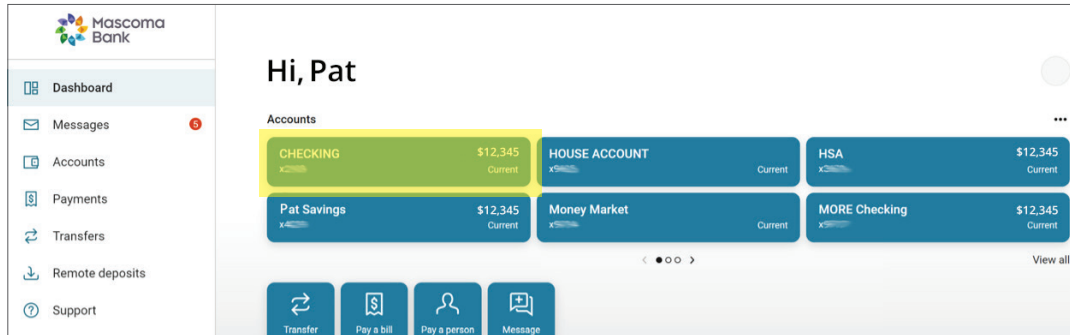 Mascoma
Bank
Dashboard
Messages 5
Accounts
Payments
Transfers
Remote deposits
Support
Hi, Pat
Accounts
CHECKING $12,345
Current
HOUSE ACCOUNT
Current
HSA $12,345
Current
Pat Savings $12,345
Current
Money Market
Current
MORE Checking $12,345
Current
View all
Transfer
Pay a bill
Pay a person
Message